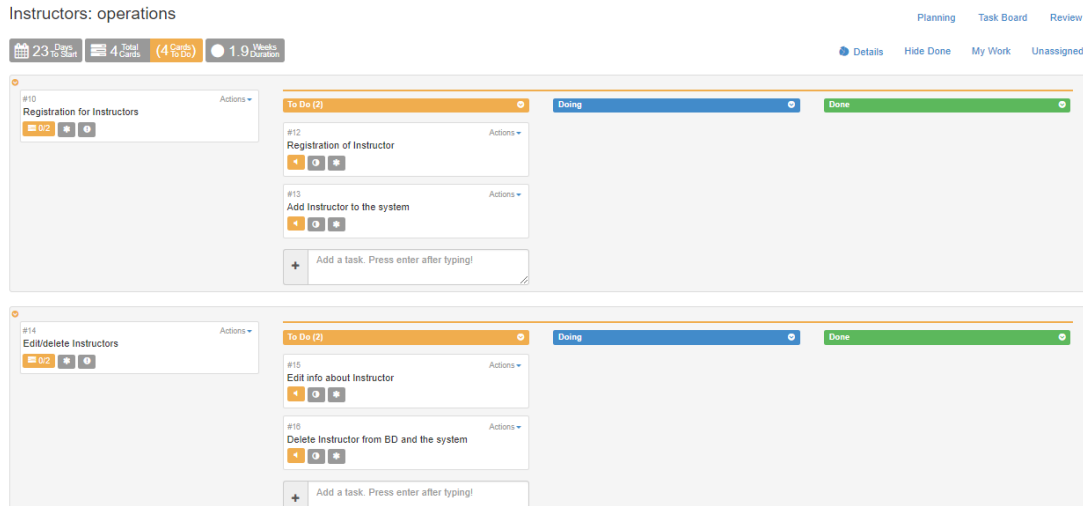 Instructors: operations
Planning Task Board Review
23 Days To Start 4 Total Cards (4 Cards To Do) 1.9 Weeks Duration
Details Hide Done My Work Unassigned
#10 Actions
Registration for Instructors
0/2
To Do (2) Doing Done
#12 Actions
Registration of Instructor
#13 Actions
Add Instructor to the system
+ Add a task. Press enter after typing!
#14 Actions
Edit/delete Instructors
0/2
To Do (2) Doing Done
#15 Actions
Edit info about Instructor
#16 Actions
Delete Instructor from BD and the system
+ Add a task. Press enter after typing!